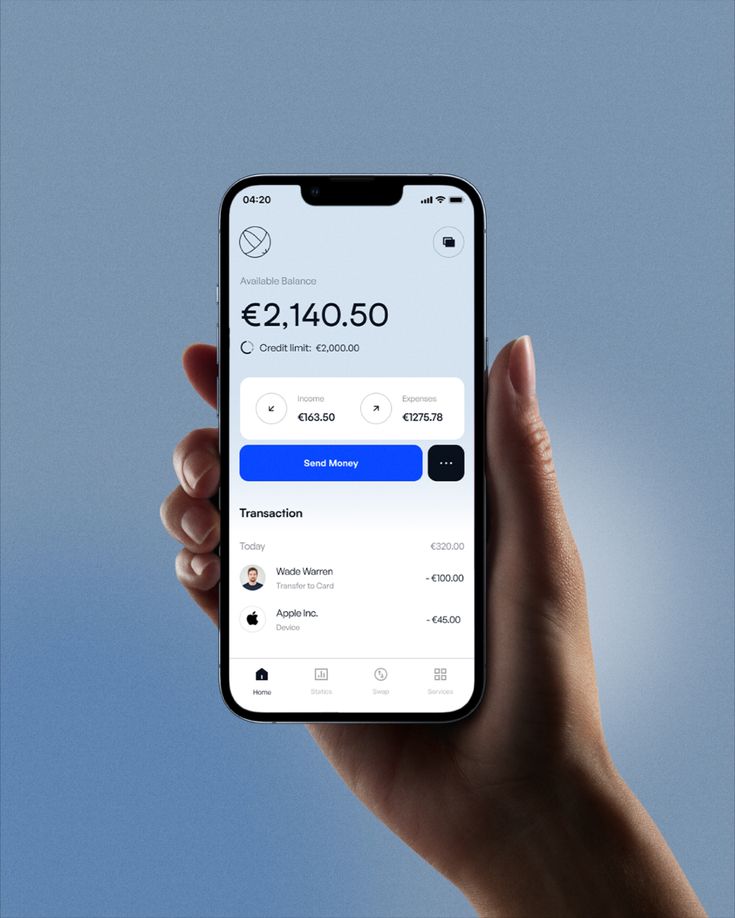 04:20
Available Balance
€2,140.50
Credit limit: €2,000.00
Income
€163.50
Expenses
€1275.78
Send Money
Transaction
Today
€320.00
Wade Warren
Transfer to Card
- €100.00
Apple Inc.
Device
- €45.00
Home
Statics
Swap
Services